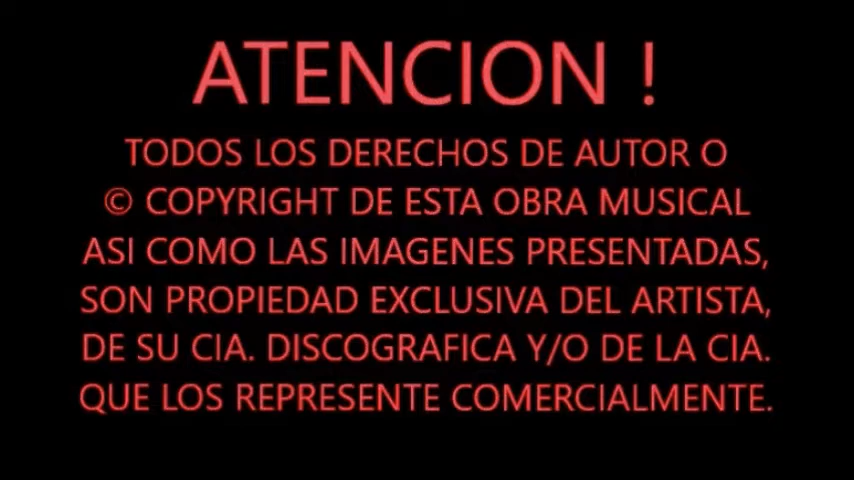 ATENCION !
TODOS LOS DERECHOS DE AUTOR O
© COPYRIGHT DE ESTA OBRA MUSICAL
ASI COMO LAS IMAGENES PRESENTADAS,
SON PROPIEDAD EXCLUSIVA DEL ARTISTA,
DE SU CIA. DISCOGRAFICA Y/O DE LA CIA.
QUE LOS REPRESENTE COMERCIALMENTE.